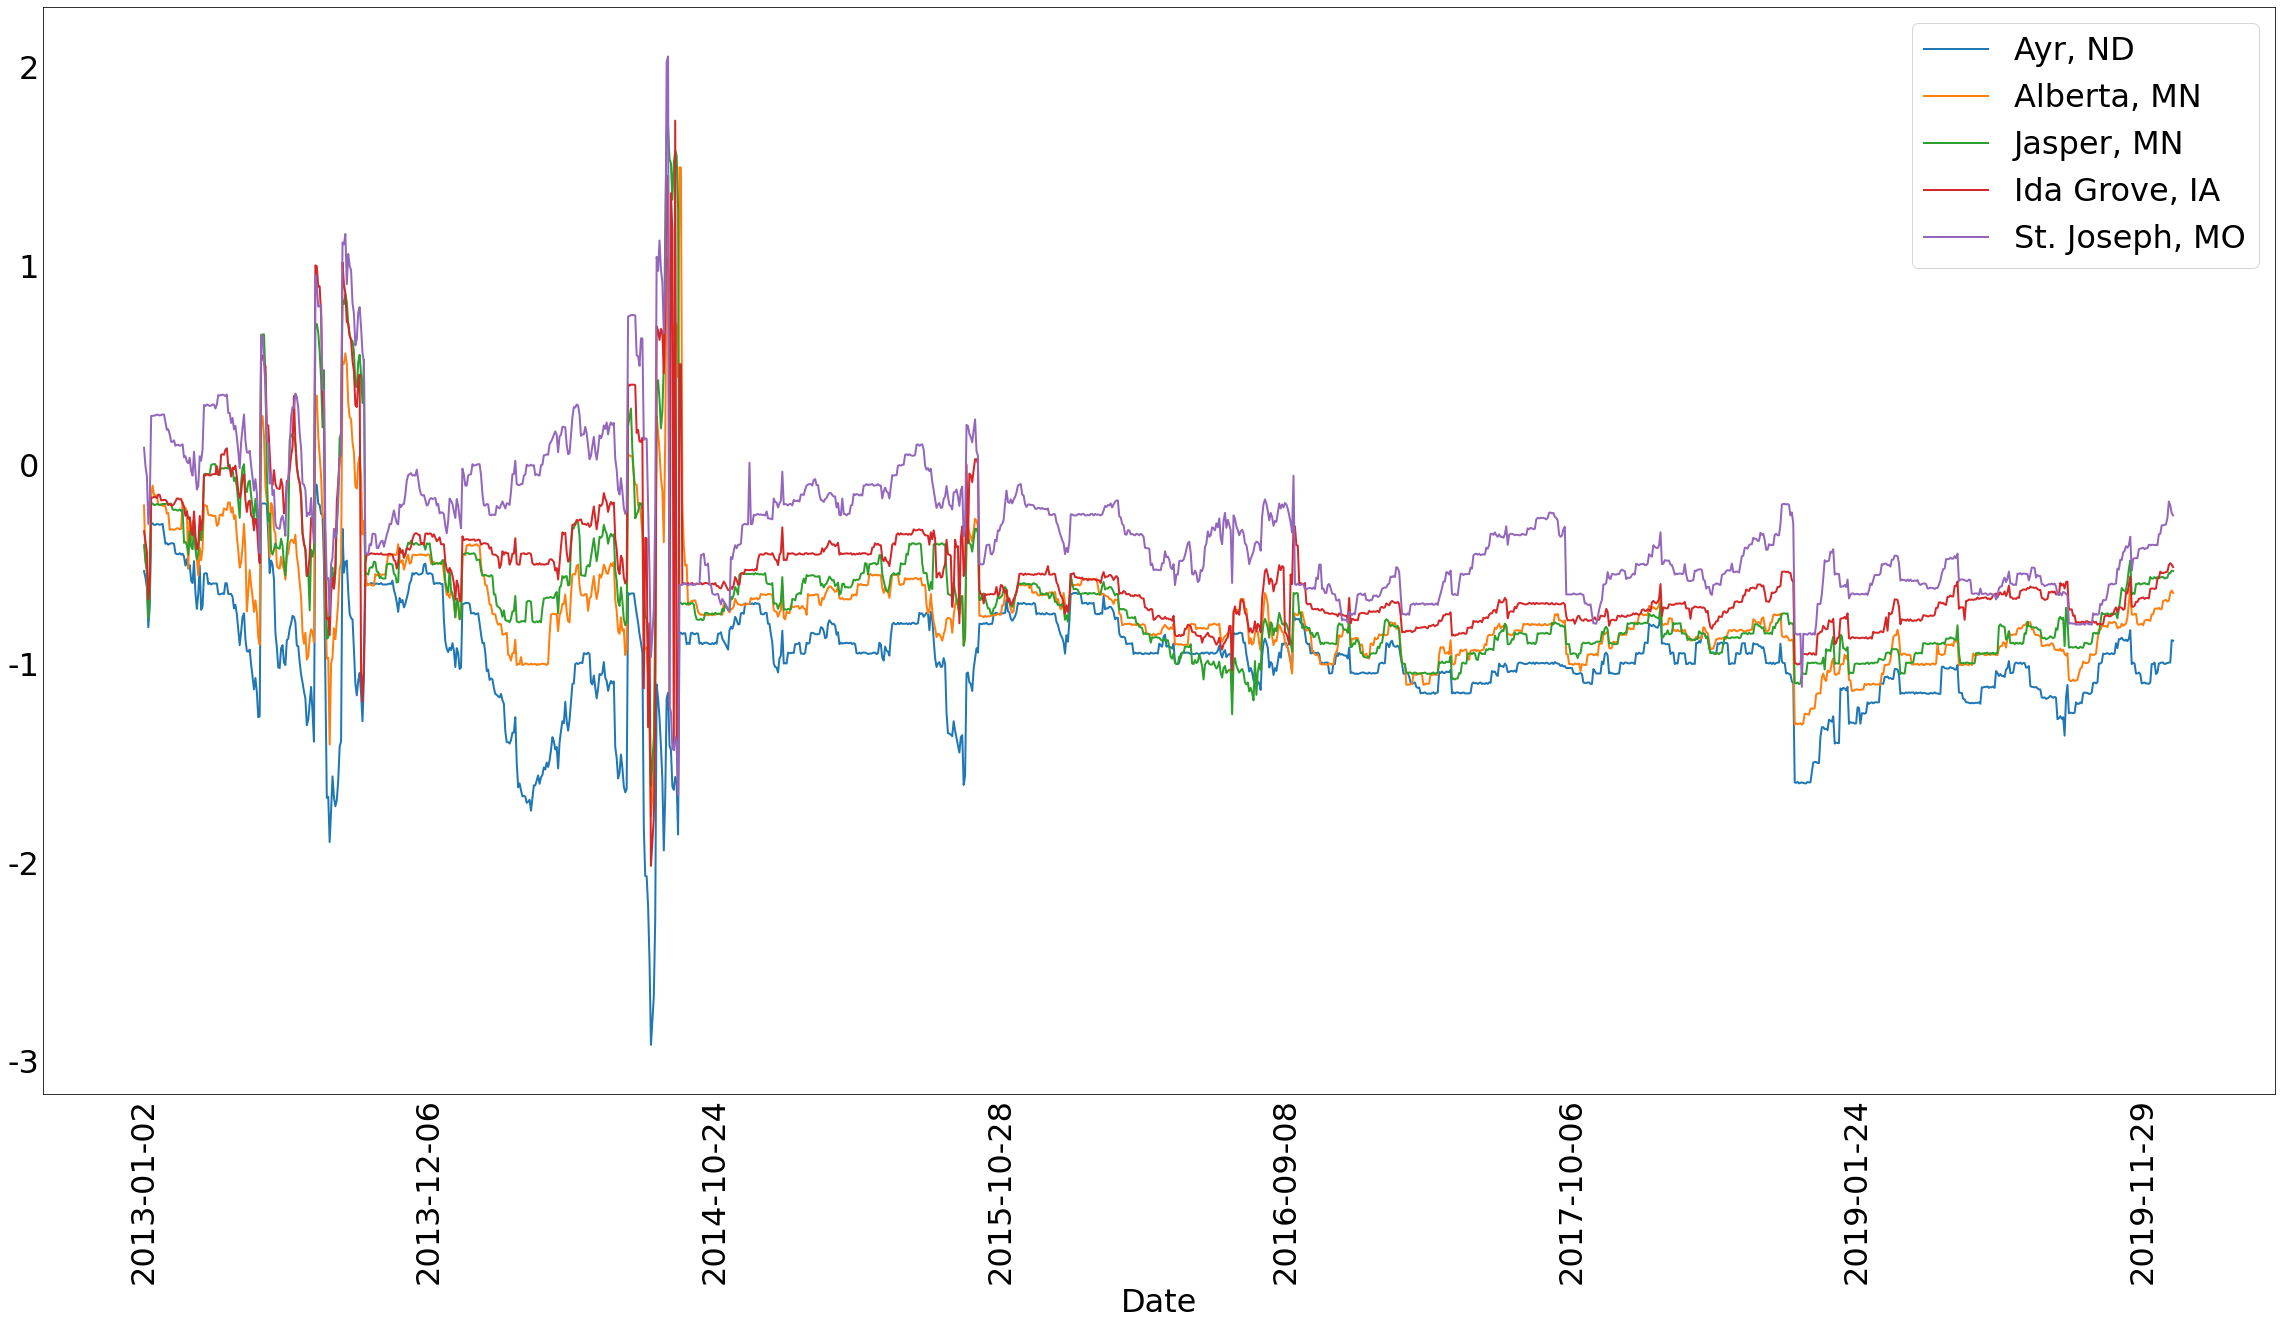 2
1
0
-1
-2
-3
Ayr, ND
Alberta, MN
Jasper, MN
Ida Grove, IA
St. Joseph, MO
2013-01-02
2013-12-06
2014-10-24
2015-10-28
2016-09-08
2017-10-06
2019-01-24
2019-11-29
Date